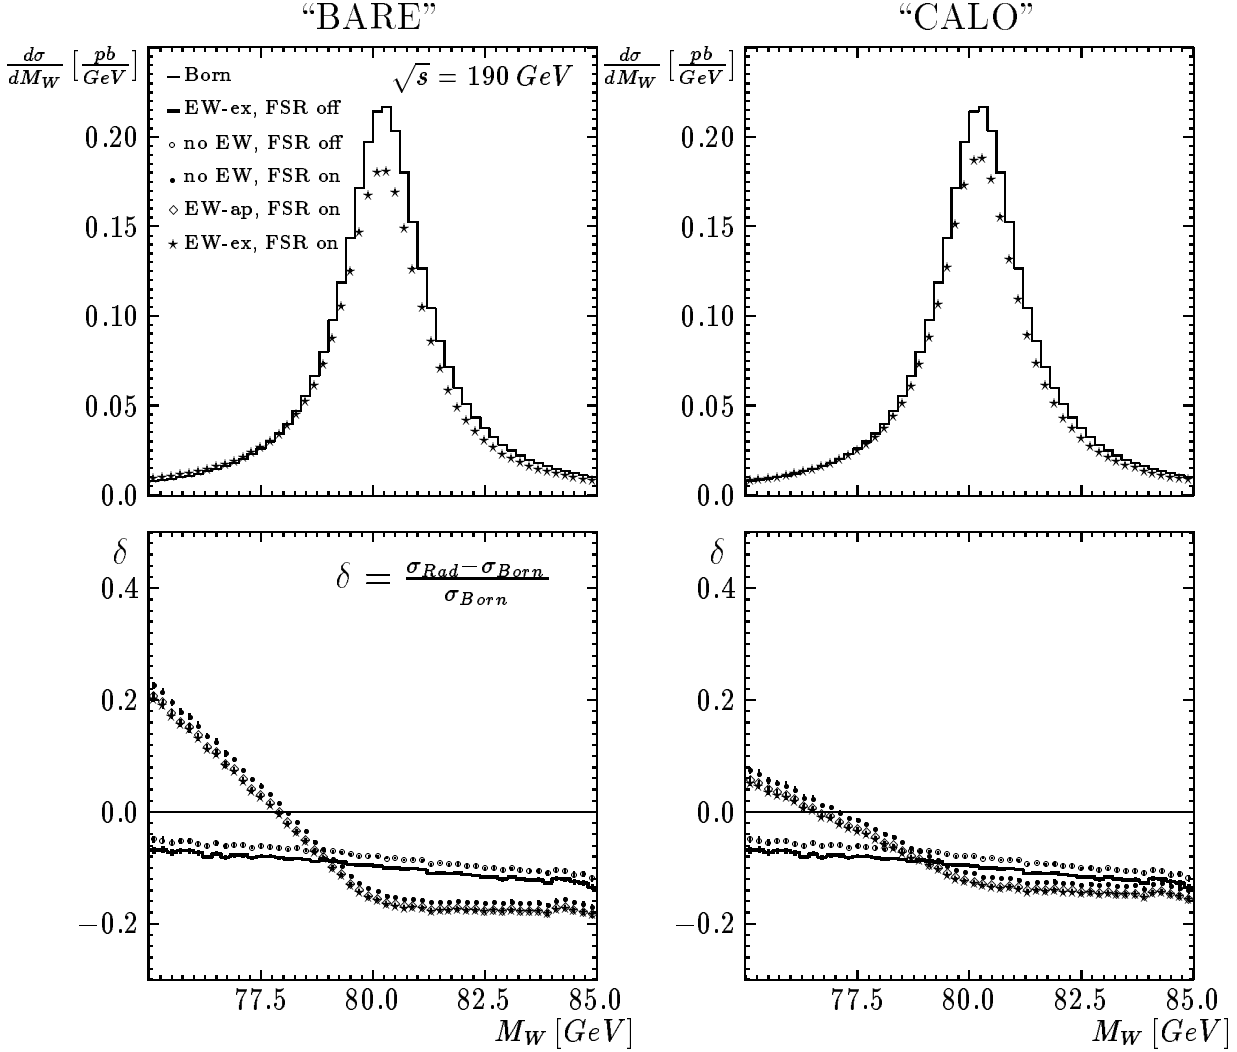 “BARE”
“CALO”
dσ/dM_W [pb/GeV]
√s = 190 GeV
Born
EW-ex, FSR off
no EW, FSR off
no EW, FSR on
EW-ap, FSR on
EW-ex, FSR on
0.20
0.15
0.10
0.05
0.0
dσ/dM_W [pb/GeV]
0.20
0.15
0.10
0.05
0.0
δ
δ = (σ_Rad−σ_Born)/σ_Born
0.4
0.2
0.0
−0.2
77.5 80.0 82.5 85.0
M_W [GeV]
δ
0.4
0.2
0.0
−0.2
77.5 80.0 82.5 85.0
M_W [GeV]